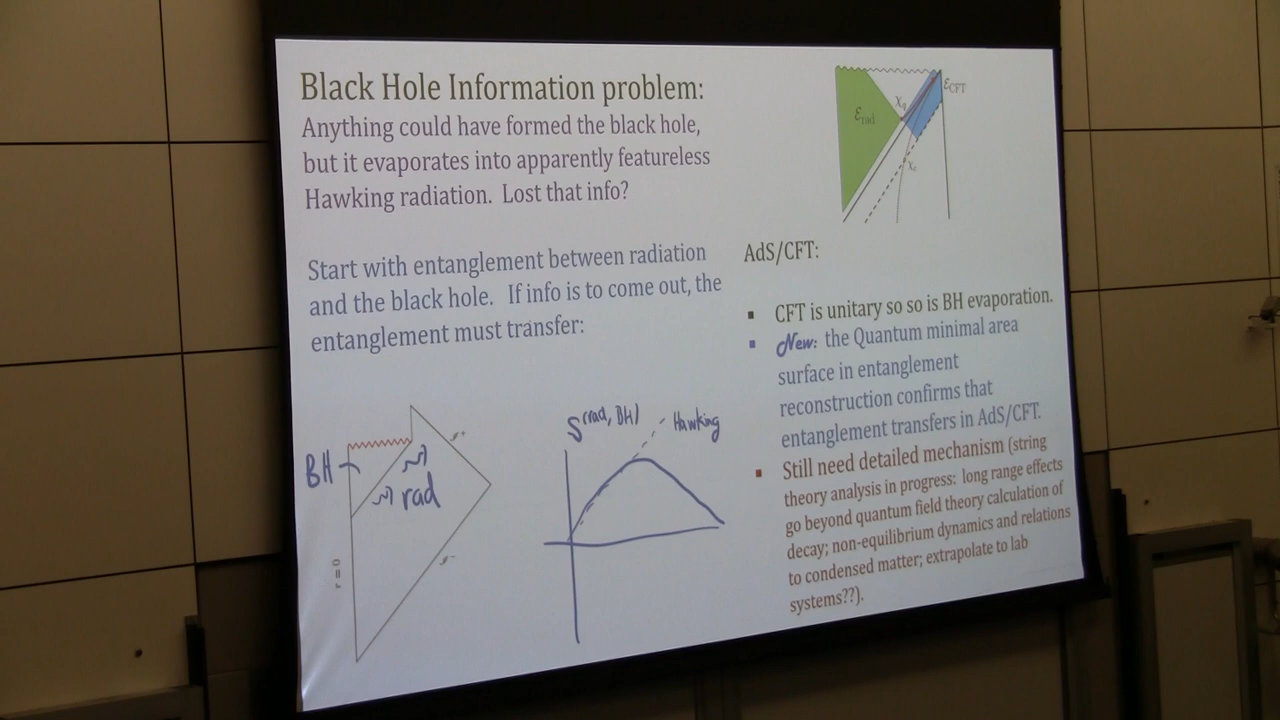 Black Hole Information problem:
Anything could have formed the black hole,
but it evaporates into apparently featureless
Hawking radiation. Lost that info?
Start with entanglement between radiation
and the black hole. If info is to come out, the
entanglement must transfer:
BH
rad
r = 0
𝓘+
𝓘-
S(rad, BH)
Hawking
ℰrad
χq
ℰCFT
χc
AdS/CFT:
▪ CFT is unitary so so is BH evaporation.
▪ New: the Quantum minimal area
surface in entanglement
reconstruction confirms that
entanglement transfers in AdS/CFT.
▪ Still need detailed mechanism (string
theory analysis in progress: long range effects
go beyond quantum field theory calculation of
decay; non-equilibrium dynamics and relations
to condensed matter; extrapolate to lab
systems??).